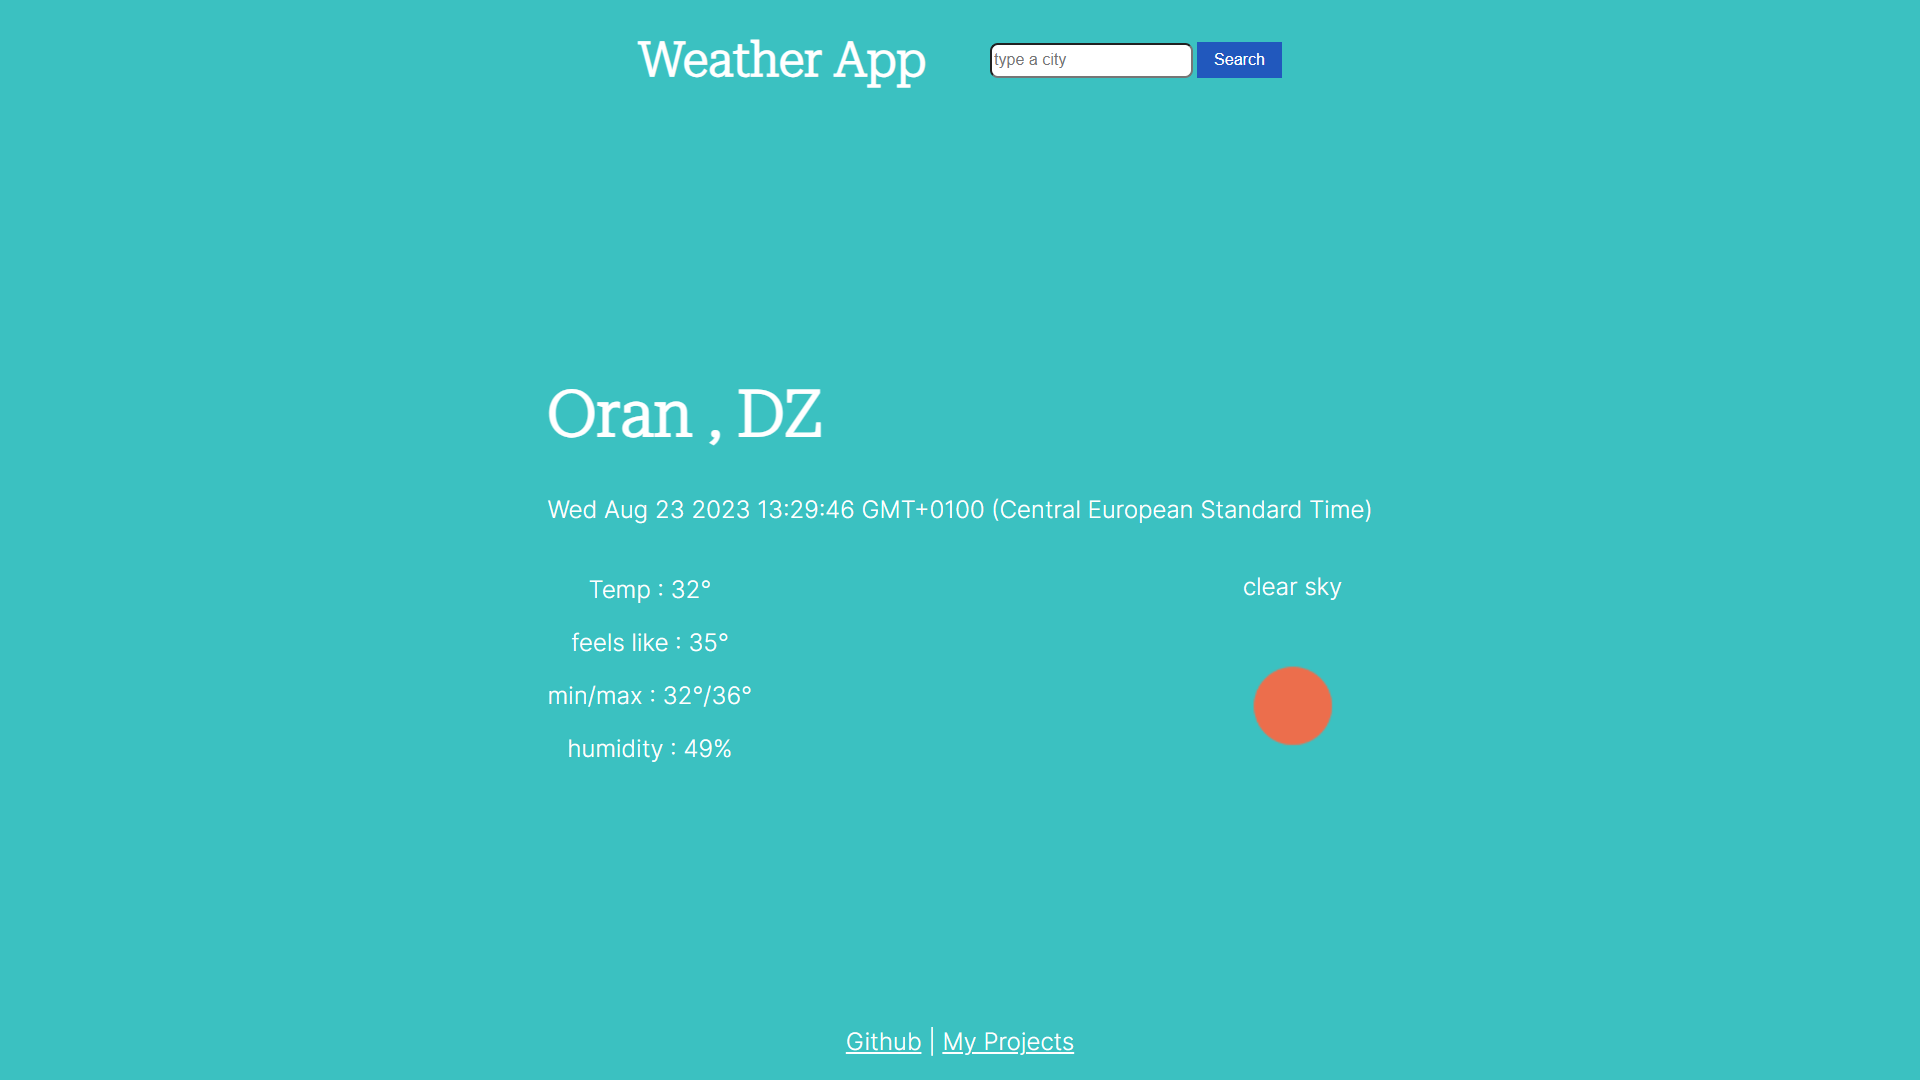 Weather App
type a city
Search
Oran , DZ
Wed Aug 23 2023 13:29:46 GMT+0100 (Central European Standard Time)
Temp : 32°
feels like : 35°
min/max : 32°/36°
humidity : 49%
clear sky
Github | My Projects